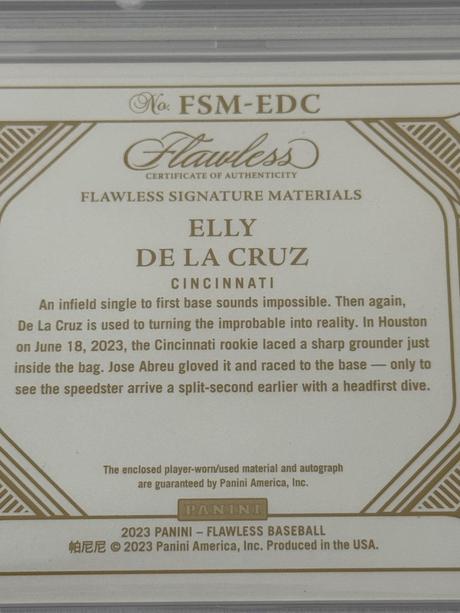 No. FSM-EDC
Flawless
CERTIFICATE OF AUTHENTICITY
FLAWLESS SIGNATURE MATERIALS
ELLY
DE LA CRUZ
CINCINNATI
An infield single to first base sounds impossible. Then again,
De La Cruz is used to turning the improbable into reality. In Houston
on June 18, 2023, the Cincinnati rookie laced a sharp grounder just
inside the bag. Jose Abreu gloved it and raced to the base — only to
see the speedster arrive a split-second earlier with a headfirst dive.
The enclosed player-worn/used material and autograph
are guaranteed by Panini America, Inc.
PANINI
2023 PANINI – FLAWLESS BASEBALL
帕尼尼 © 2023 Panini America, Inc. Produced in the USA.